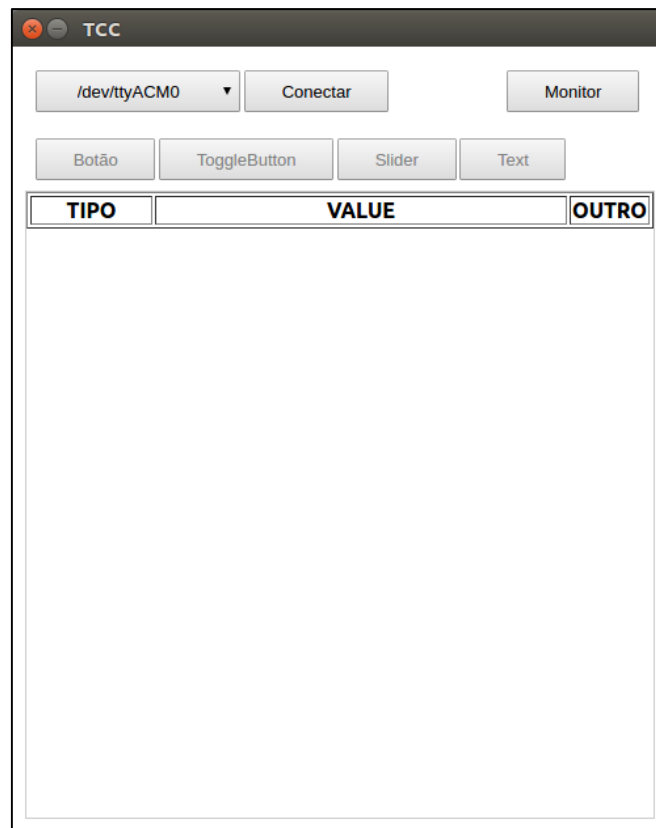 TCC
/dev/ttyACM0 Conectar Monitor
Botão ToggleButton Slider Text
TIPO VALUE OUTRO